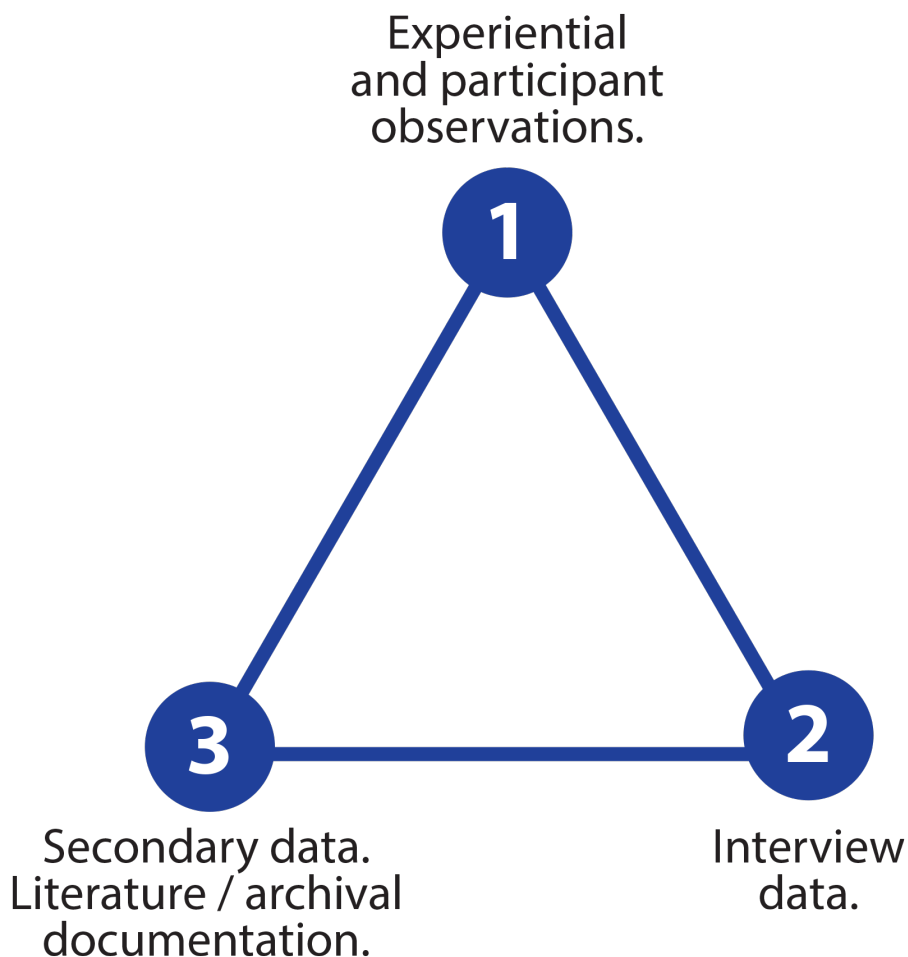 Experiential
and participant
observations.
1
3
2
Secondary data.
Literature / archival
documentation.
Interview
data.